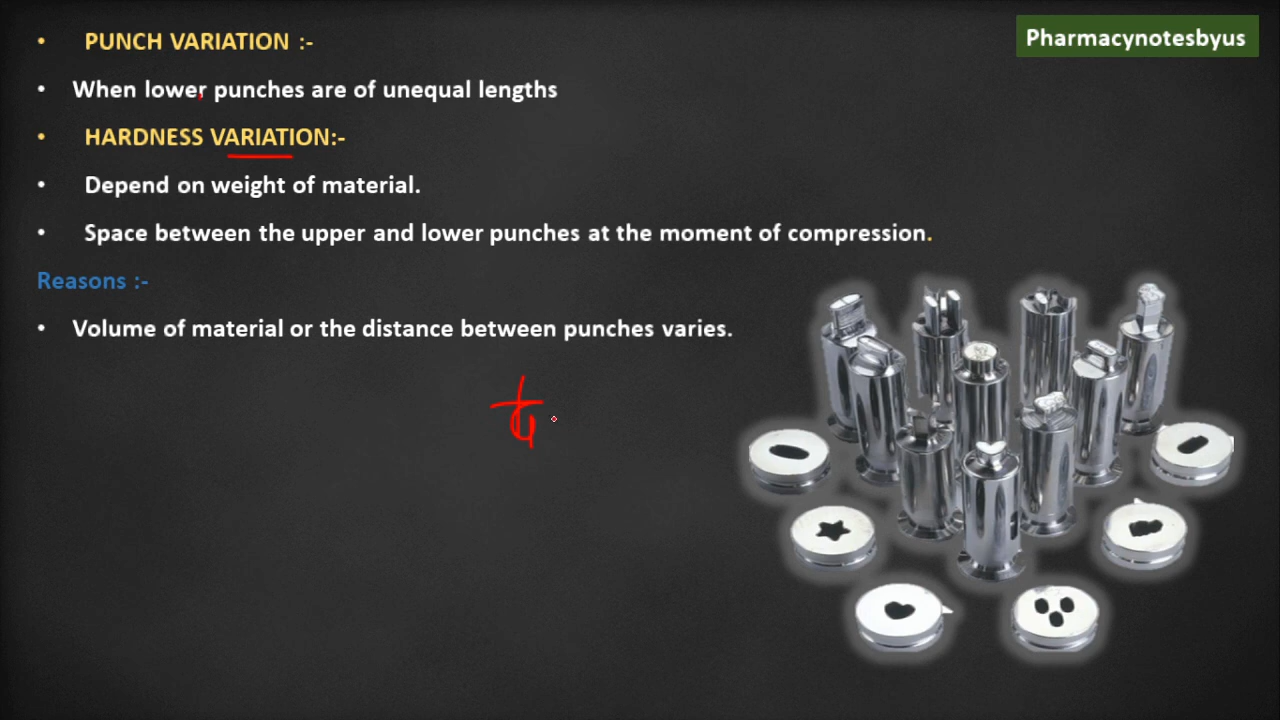 • PUNCH VARIATION :-
Pharmacynotesbyus
• When lower punches are of unequal lengths
• HARDNESS VARIATION:-
• Depend on weight of material.
• Space between the upper and lower punches at the moment of compression.
Reasons :-
• Volume of material or the distance between punches varies.